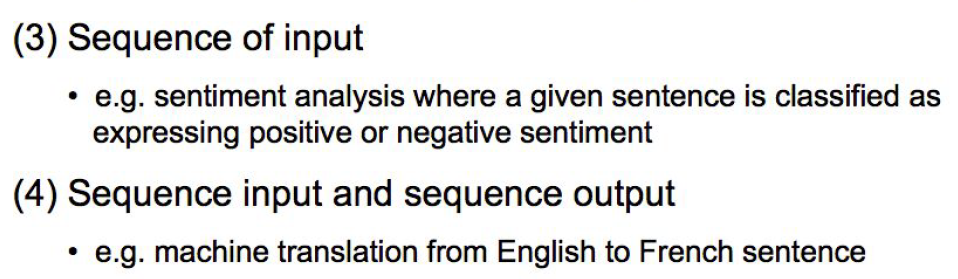 (3) Sequence of input
• e.g. sentiment analysis where a given sentence is classified as
expressing positive or negative sentiment
(4) Sequence input and sequence output
• e.g. machine translation from English to French sentence